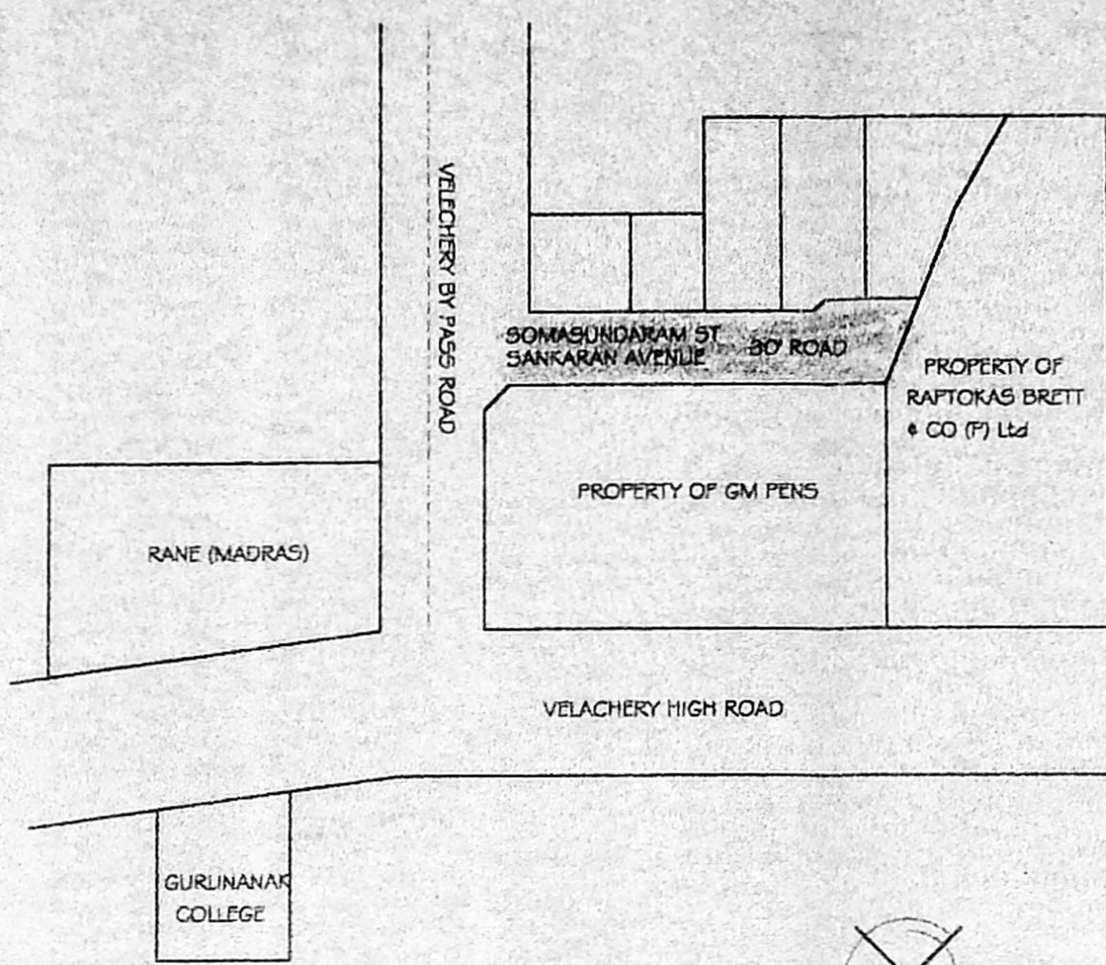 VELECHERY BY PASS ROAD
SOMASUNDARAM ST
SANKARAN AVENUE
30' ROAD
PROPERTY OF
RAPTOKAS BRETT
& CO (P) Ltd
PROPERTY OF GM PENS
RANE (MADRAS)
VELACHERY HIGH ROAD
GURUNANAK
COLLEGE